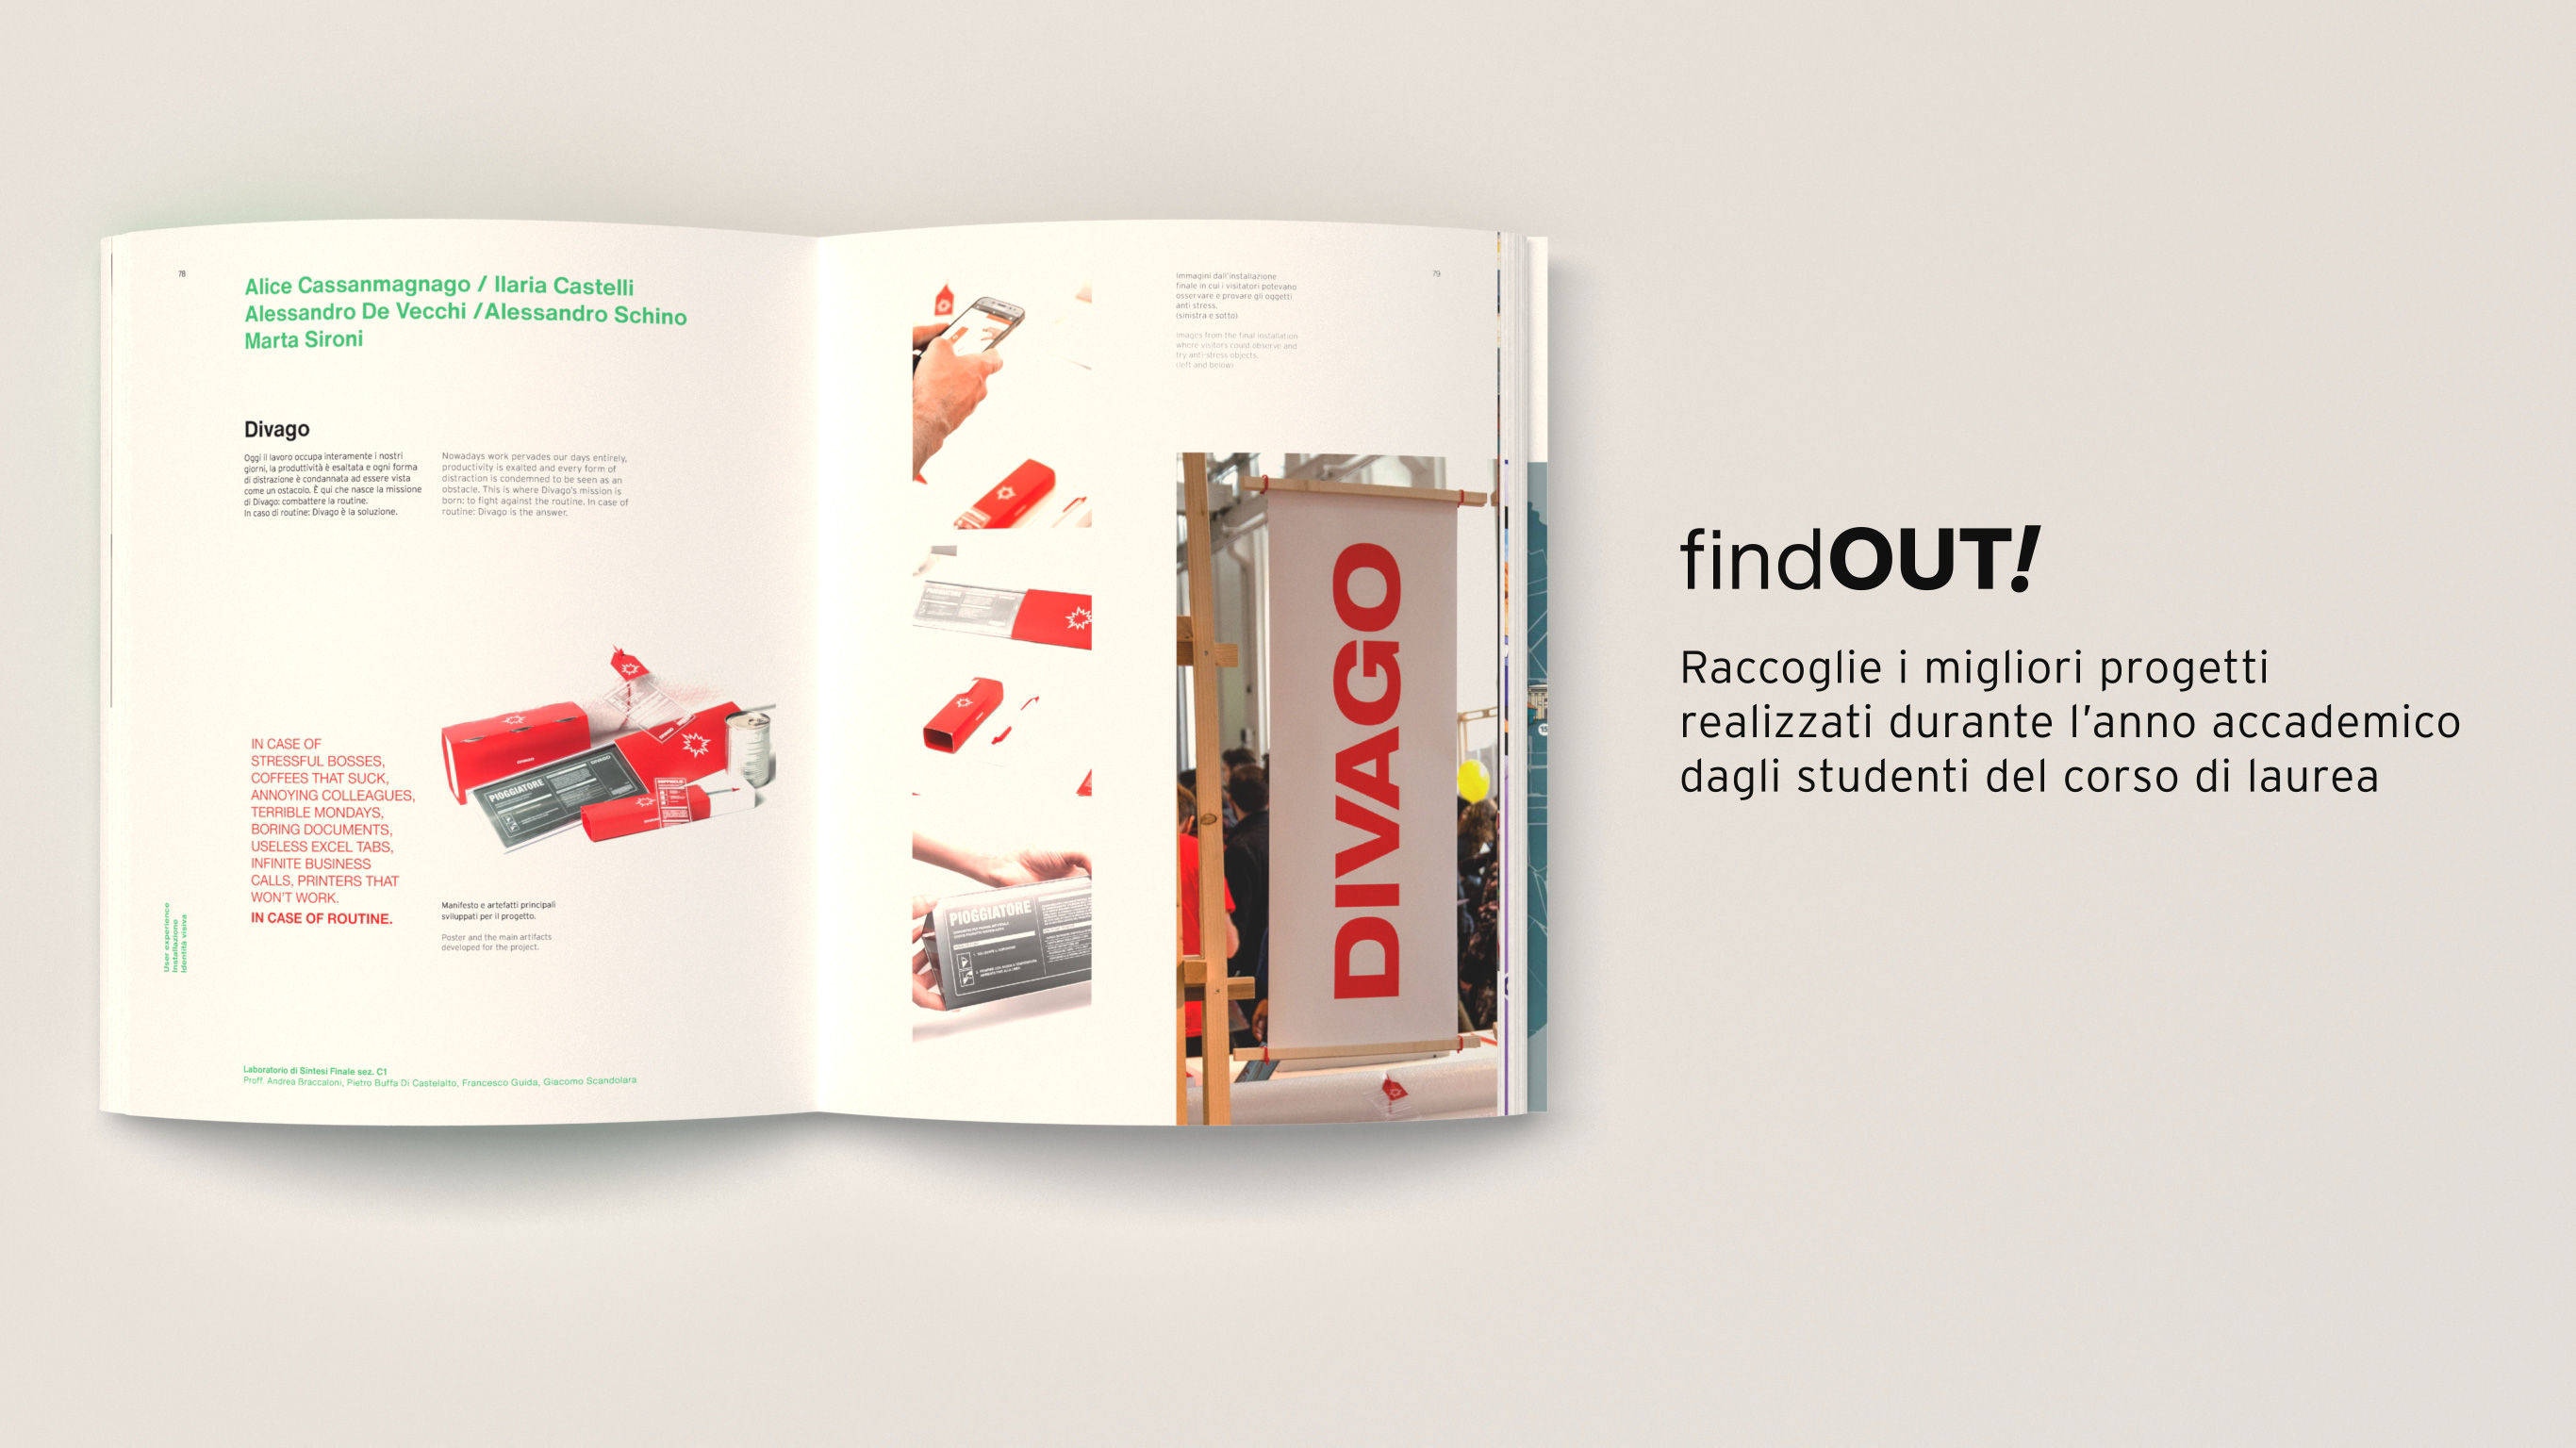 78
Alice Cassanmagnago / Ilaria Castelli
Alessandro De Vecchi /Alessandro Schino
Marta Sironi
Divago
Oggi il lavoro occupa interamente i nostri
giorni, la produttività è esaltata e ogni forma
di distrazione è condannata ad essere vista
come un ostacolo. È qui che nasce la missione
di Divago: combattere la routine.
In caso di routine: Divago è la soluzione.
Nowadays work pervades our days entirely,
productivity is exalted and every form of
distraction is condemned to be seen as an
obstacle. This is where Divago's mission is
born: to fight against the routine. In case of
routine: Divago is the answer.
IN CASE OF
STRESSFUL BOSSES,
COFFEES THAT SUCK,
ANNOYING COLLEAGUES,
TERRIBLE MONDAYS,
BORING DOCUMENTS,
USELESS EXCEL TABS,
INFINITE BUSINESS
CALLS, PRINTERS THAT
WON'T WORK.
IN CASE OF ROUTINE.
PIOGGIATORE
Manifesto e artefatti principali
sviluppati per il progetto.
Poster and the main artifacts
developed for the project.
User experience
Installazione
Identità visiva
Laboratorio di Sintesi Finale sez. C1
Proff. Andrea Braccaloni, Pietro Buffa Di Castelalto, Francesco Guida, Giacomo Scandolara
79
Immagini dall'installazione
finale in cui i visitatori potevano
osservare e provare gli oggetti
anti stress.
(sinistra e sotto)
Images from the final installation
where visitors could observe and
try anti-stress objects.
(left and below)
PIOGGIATORE
DIVAGO
findOUT!
Raccoglie i migliori progetti
realizzati durante l'anno accademico
dagli studenti del corso di laurea